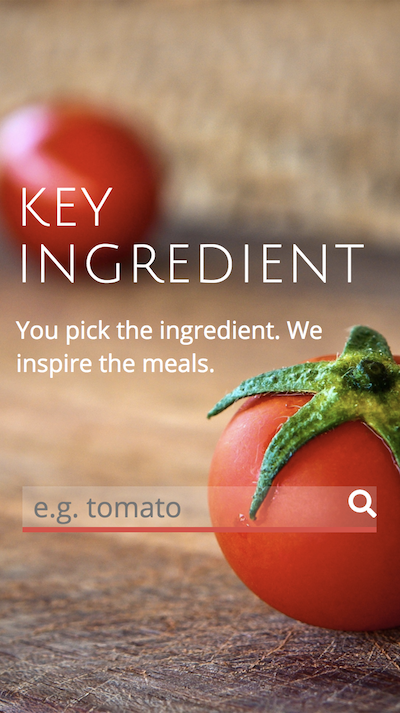 KEY
INGREDIENT
You pick the ingredient. We
inspire the meals.
e.g. tomato